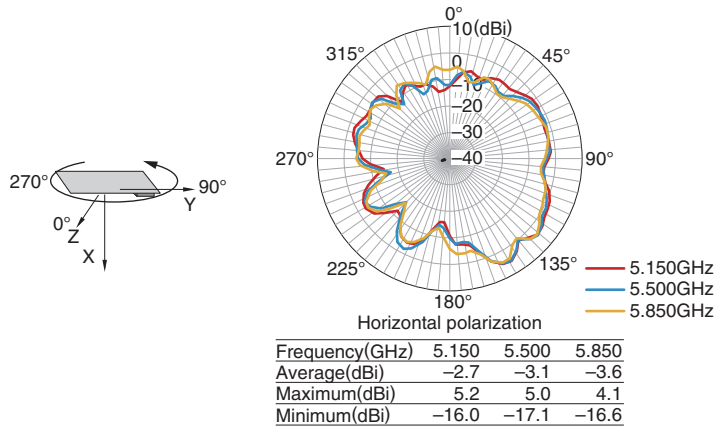 0°
10(dBi)
315°
45°
0
−10
−20
−30
270°
−40
90°
270°
90°
Y
0°
Z
X
225°
135°
180°
5.150GHz
5.500GHz
5.850GHz
Horizontal polarization
Frequency(GHz) 5.150 5.500 5.850
Average(dBi) −2.7 −3.1 −3.6
Maximum(dBi) 5.2 5.0 4.1
Minimum(dBi) −16.0 −17.1 −16.6